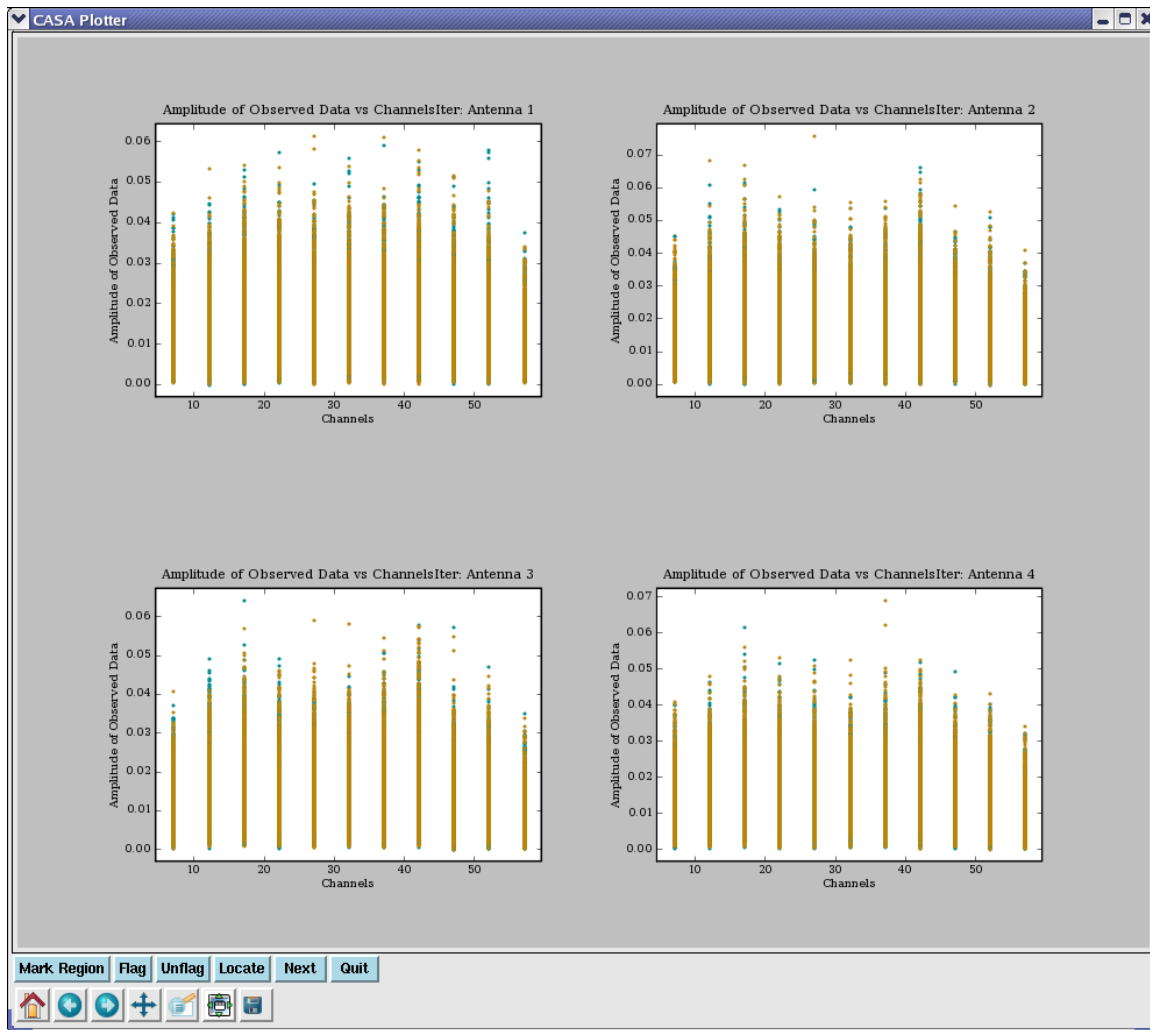 CASA Plotter
Amplitude of Observed Data vs ChannelsIter: Antenna 1
Amplitude of Observed Data
0.06
0.05
0.04
0.03
0.02
0.01
0.00
10 20 30 40 50
Channels
Amplitude of Observed Data vs ChannelsIter: Antenna 2
Amplitude of Observed Data
0.07
0.06
0.05
0.04
0.03
0.02
0.01
0.00
10 20 30 40 50
Channels
Amplitude of Observed Data vs ChannelsIter: Antenna 3
Amplitude of Observed Data
0.06
0.05
0.04
0.03
0.02
0.01
0.00
10 20 30 40 50
Channels
Amplitude of Observed Data vs ChannelsIter: Antenna 4
Amplitude of Observed Data
0.07
0.06
0.05
0.04
0.03
0.02
0.01
0.00
10 20 30 40 50
Channels
Mark Region Flag Unflag Locate Next Quit